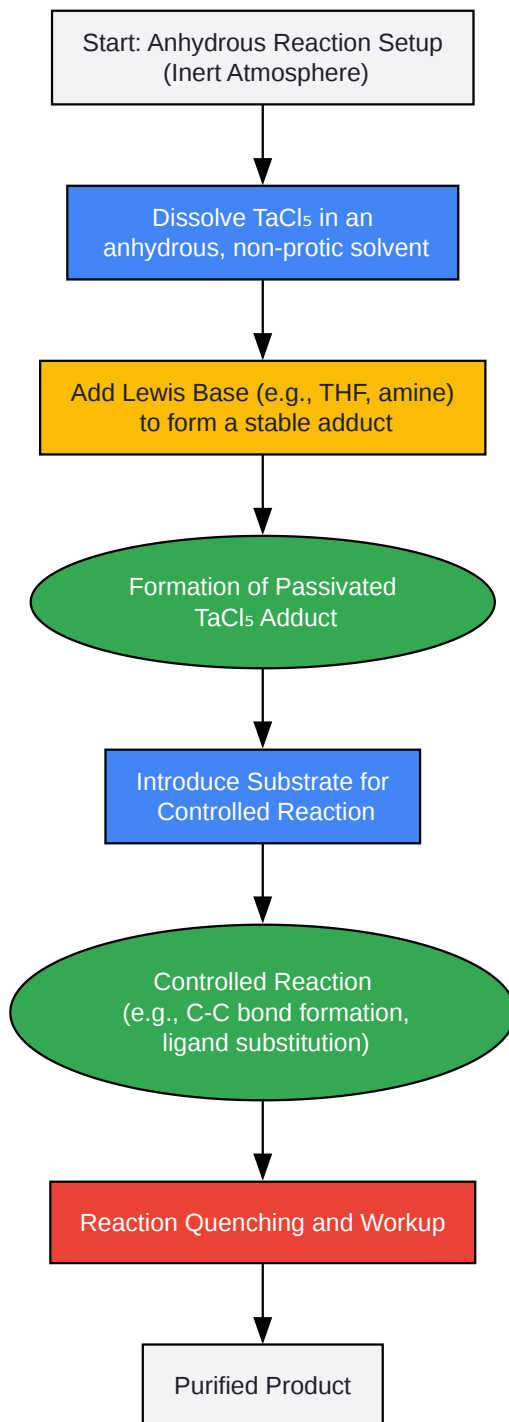 Start: Anhydrous Reaction Setup
(Inert Atmosphere)
Dissolve TaCl₅ in an
anhydrous, non-protic solvent
Add Lewis Base (e.g., THF, amine)
to form a stable adduct
Formation of Passivated
TaCl₅ Adduct
Introduce Substrate for
Controlled Reaction
Controlled Reaction
(e.g., C-C bond formation,
ligand substitution)
Reaction Quenching and Workup
Purified Product